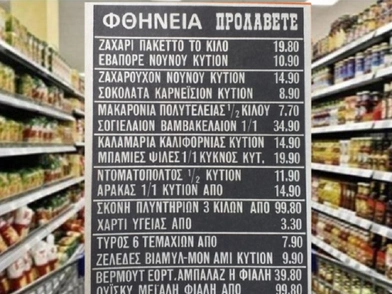 ΦΘΗΝΕΙΑ ΠΡΟΛΑΒΕΤΕ
ΖΑΧΑΡΙ ΠΑΚΕΤΤΟ ΤΟ ΚΙΛΟ 19.80
ΕΒΑΠΟΡΕ ΝΟΥΝΟΥ ΚΥΤΙΟΝ 10.90
ΖΑΧΑΡΟΥΧΟΝ ΝΟΥΝΟΥ ΚΥΤΙΟΝ 14.90
ΣΟΚΟΛΑΤΑ ΚΑΡΝΕΪΣΙΟΝ ΚΥΤΙΟΝ 8.90
ΜΑΚΑΡΟΝΙΑ ΠΟΛΥΤΕΛΕΙΑΣ 1/2 ΚΙΛΟΥ 7.70
ΣΟΓΙΕΛΑΙΟΝ ΒΑΜΒΑΚΕΛΑΙΟΝ 1/1 34.90
ΚΑΛΑΜΑΡΙΑ ΚΑΛΙΦΟΡΝΙΑΣ ΚΥΤΙΟΝ 14.90
ΜΠΑΜΙΕΣ ΨΙΛΕΣ 1/1 ΚΥΚΝΟΣ ΚΥΤ. 19.90
ΝΤΟΜΑΤΟΠΟΛΤΟΣ 1/2 ΚΥΤΙΟΝ 11.90
ΑΡΑΚΑΣ 1/1 ΚΥΤΙΟΝ ΑΠΟ 14.90
ΣΚΟΝΗ ΠΛΥΝΤΗΡΙΩΝ 3 ΚΙΛΩΝ ΑΠΟ 99.80
ΧΑΡΤΙ ΥΓΕΙΑΣ ΑΠΟ 3.30
ΤΥΡΟΣ 6 ΤΕΜΑΧΙΩΝ ΑΠΟ 7.90
ΖΕΛΕΔΕΣ ΒΙΑΜΥΛ-ΜΟΝ ΑΜΙ ΚΥΤΙΟΝ 9.90
ΒΕΡΜΟΥΤ ΕΟΡΤ.ΑΜΠΑΛΑΖ Η ΦΙΑΛΗ 39.80
ΟΥΪΣΚΥ ΜΕΓΑΛΗ ΦΙΑΛΗ ΑΠΟ 99.80